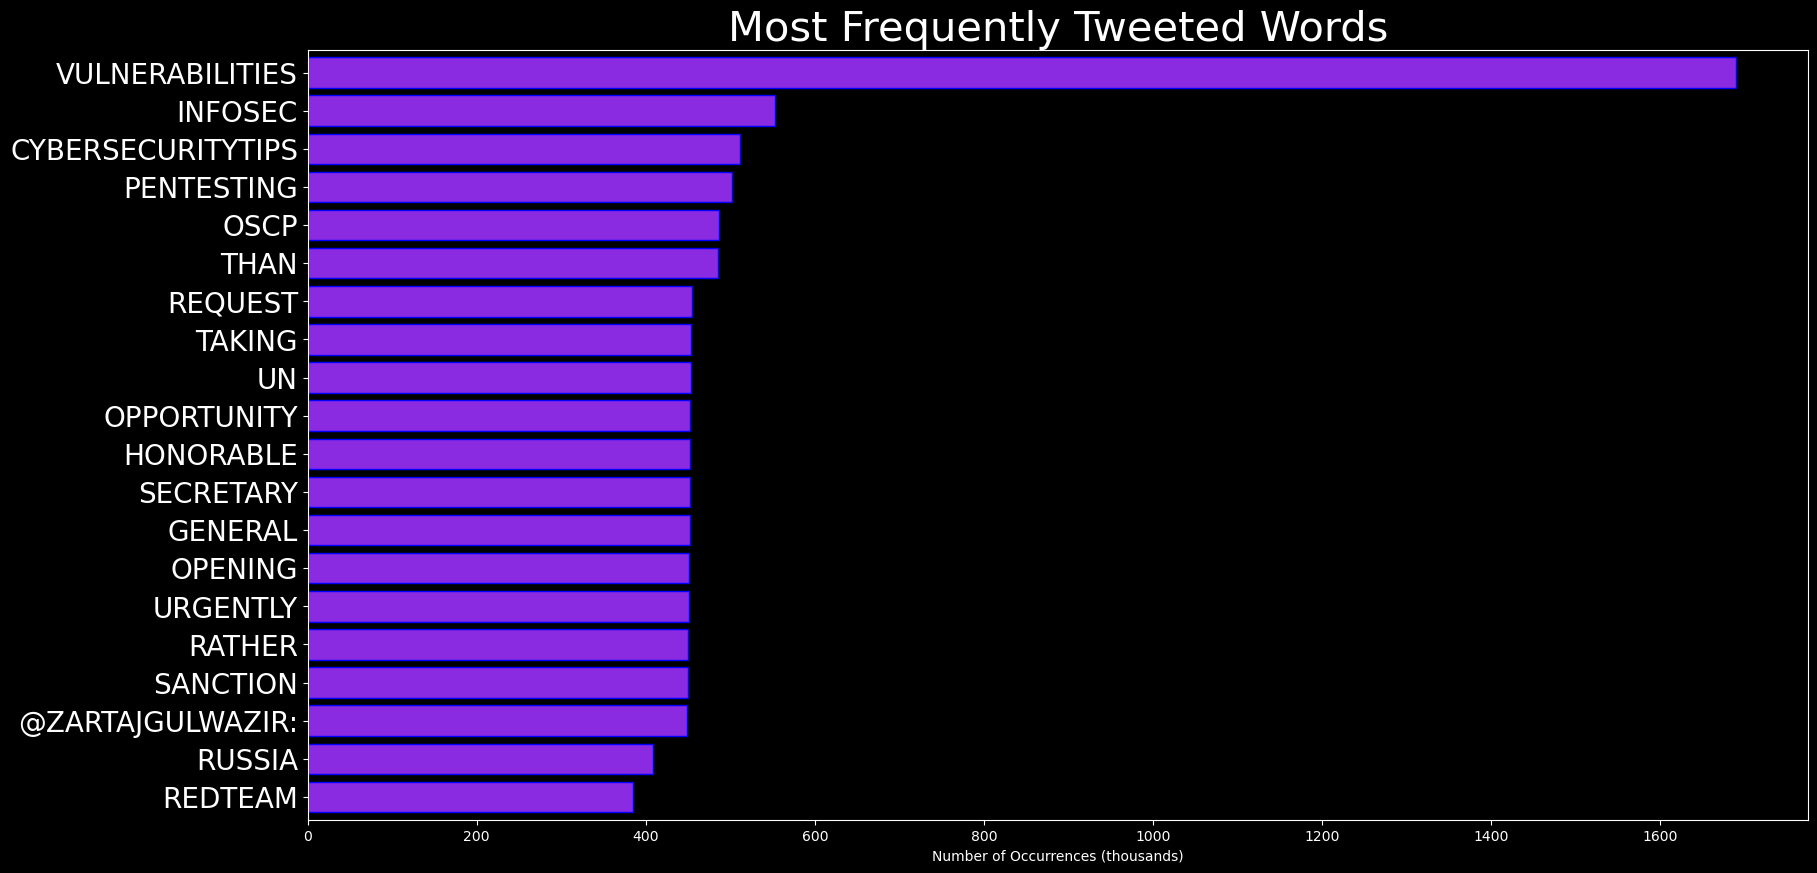 Most Frequently Tweeted Words
VULNERABILITIES
INFOSEC
CYBERSECURITYTIPS
PENTESTING
OSCP
THAN
REQUEST
TAKING
UN
OPPORTUNITY
HONORABLE
SECRETARY
GENERAL
OPENING
URGENTLY
RATHER
SANCTION
@ZARTAJGULWAZIR:
RUSSIA
REDTEAM
0 200 400 600 800 1000 1200 1400 1600
Number of Occurrences (thousands)